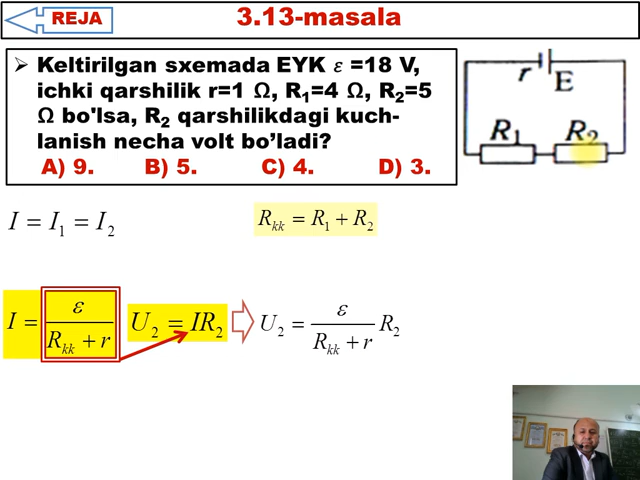 REJA
3.13-masala
➢ Keltirilgan sxemada EYK ε =18 V,
ichki qarshilik r=1 Ω, R₁=4 Ω, R₂=5
Ω bo'lsa, R₂ qarshilikdagi kuch-
lanish necha volt bo’ladi?
A) 9. B) 5. C) 4. D) 3.
r E
R₁ R₂
I = I₁ = I₂
Rₖₖ = R₁ + R₂
I = ε / (Rₖₖ + r)
U₂ = IR₂
U₂ = ε / (Rₖₖ + r) R₂